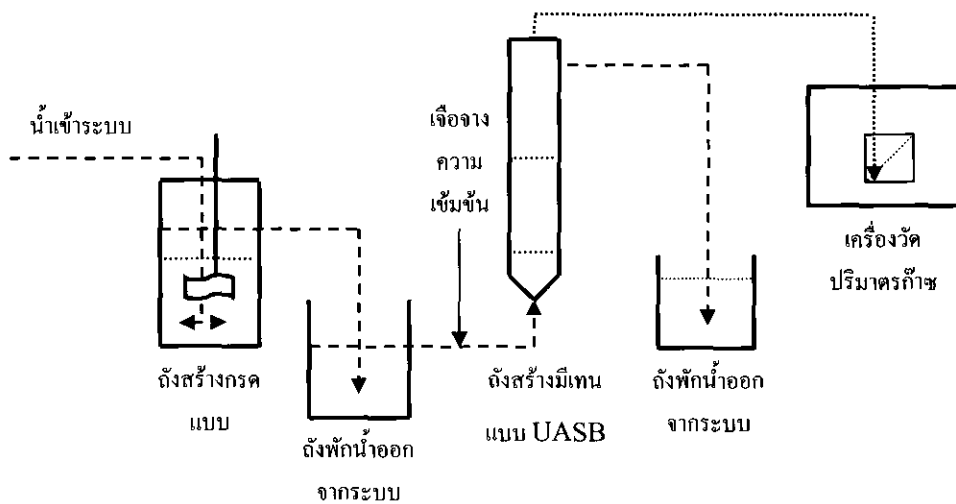 น้ำเข้าระบบ
เจือจาง
ความ
เข้มข้น
เครื่องวัด
ปริมาตรก๊าซ
ถังสร้างกรด
แบบ
ถังพักน้ำออก
จากระบบ
ถังสร้างมีเทน
แบบ UASB
ถังพักน้ำออก
จากระบบ